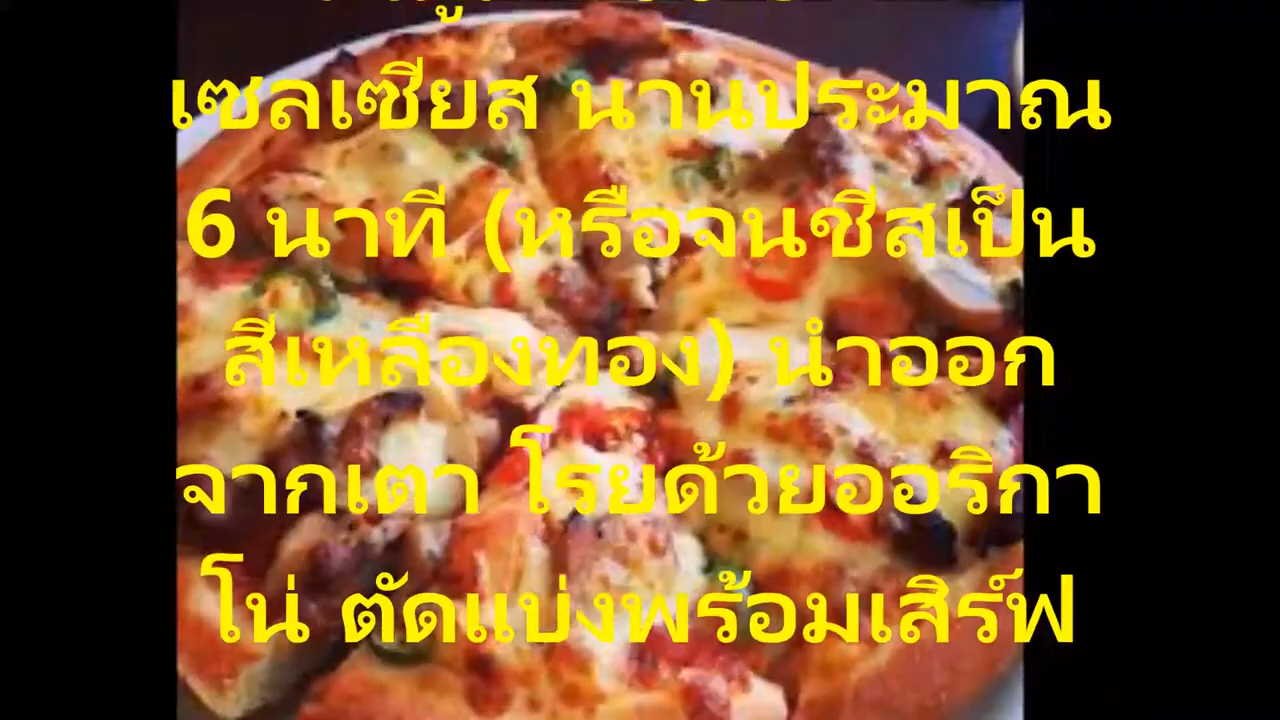 เซลเซียส นานประมาณ
6 นาที (หรือจนชีสเป็น
สีเหลืองทอง) นำออก
จากเตา โรยด้วยออริกา
โน่ ตัดแบ่งพร้อมเสิร์ฟ